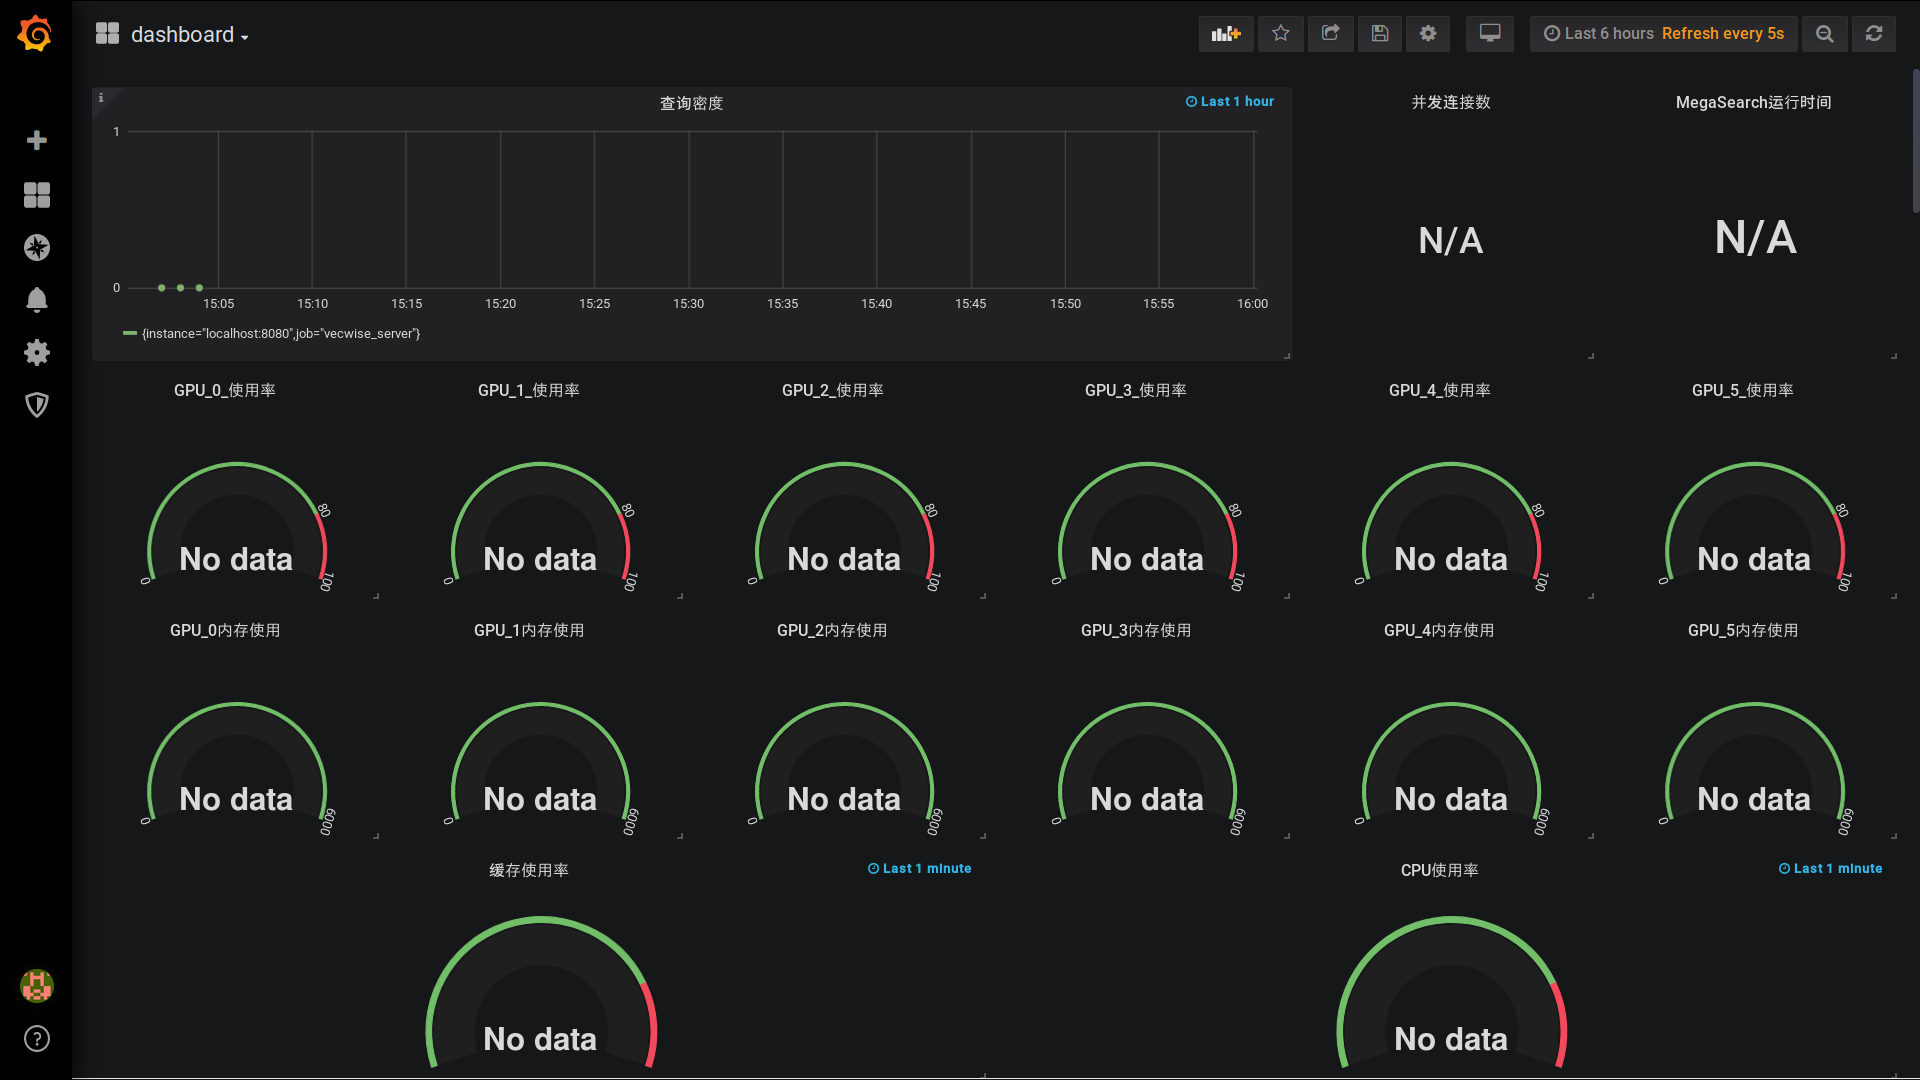 dashboard
Last 6 hours Refresh every 5s
i
查询密度
Last 1 hour
1
0
15:05 15:10 15:15 15:20 15:25 15:30 15:35 15:40 15:45 15:50 15:55 16:00
{instance="localhost:8080",job="vecwise_server"}
并发连接数
N/A
MegaSearch运行时间
N/A
GPU_0_使用率
0 80 100
No data
GPU_1_使用率
0 80 100
No data
GPU_2_使用率
0 80 100
No data
GPU_3_使用率
0 80 100
No data
GPU_4_使用率
0 80 100
No data
GPU_5_使用率
0 80 100
No data
GPU_0内存使用
0 6000
No data
GPU_1内存使用
0 6000
No data
GPU_2内存使用
0 6000
No data
GPU_3内存使用
0 6000
No data
GPU_4内存使用
0 6000
No data
GPU_5内存使用
0 6000
No data
缓存使用率
Last 1 minute
No data
CPU使用率
Last 1 minute
No data
?